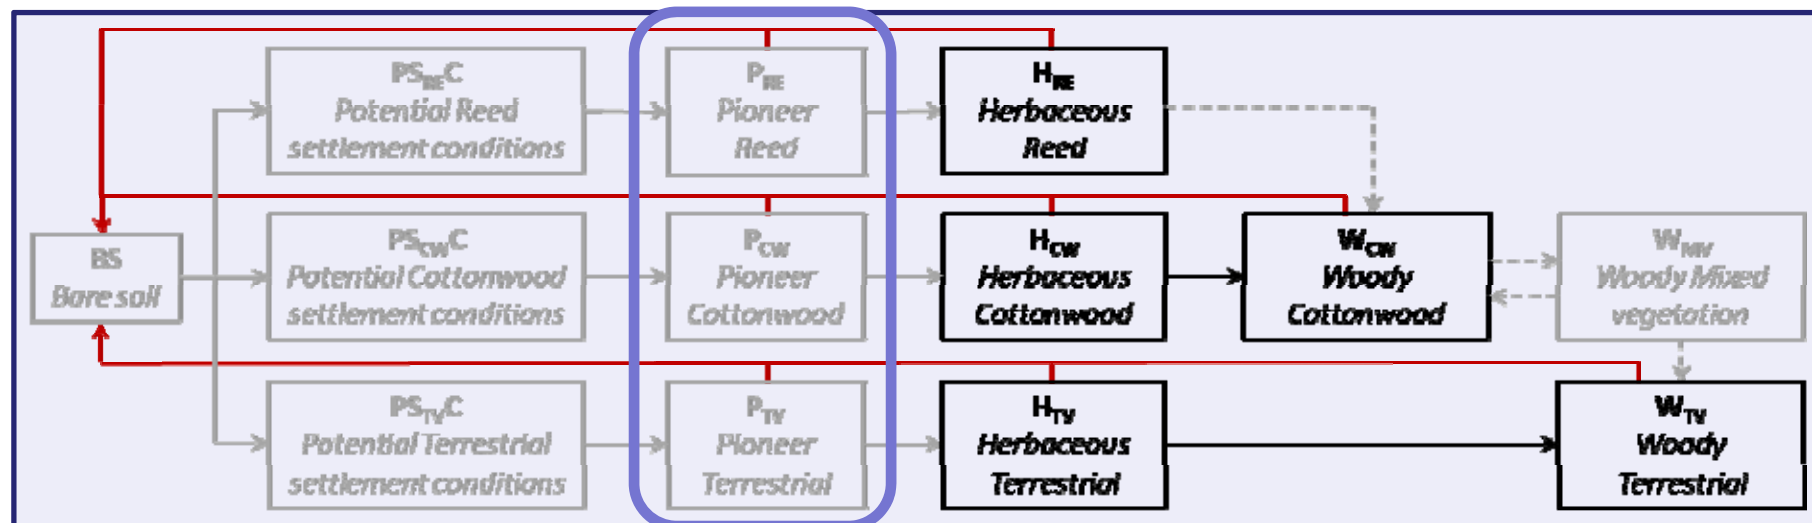 PS_RE C
Potential Reed
settlement conditions
P_RE
Pioneer
Reed
H_RE
Herbaceous
Reed
BS
Bare soil
PS_CW C
Potential Cottonwood
settlement conditions
P_CW
Pioneer
Cottonwood
H_CW
Herbaceous
Cottonwood
W_CW
Woody
Cottonwood
W_MV
Woody Mixed
vegetation
PS_TV C
Potential Terrestrial
settlement conditions
P_TV
Pioneer
Terrestrial
H_TV
Herbaceous
Terrestrial
W_TV
Woody
Terrestrial